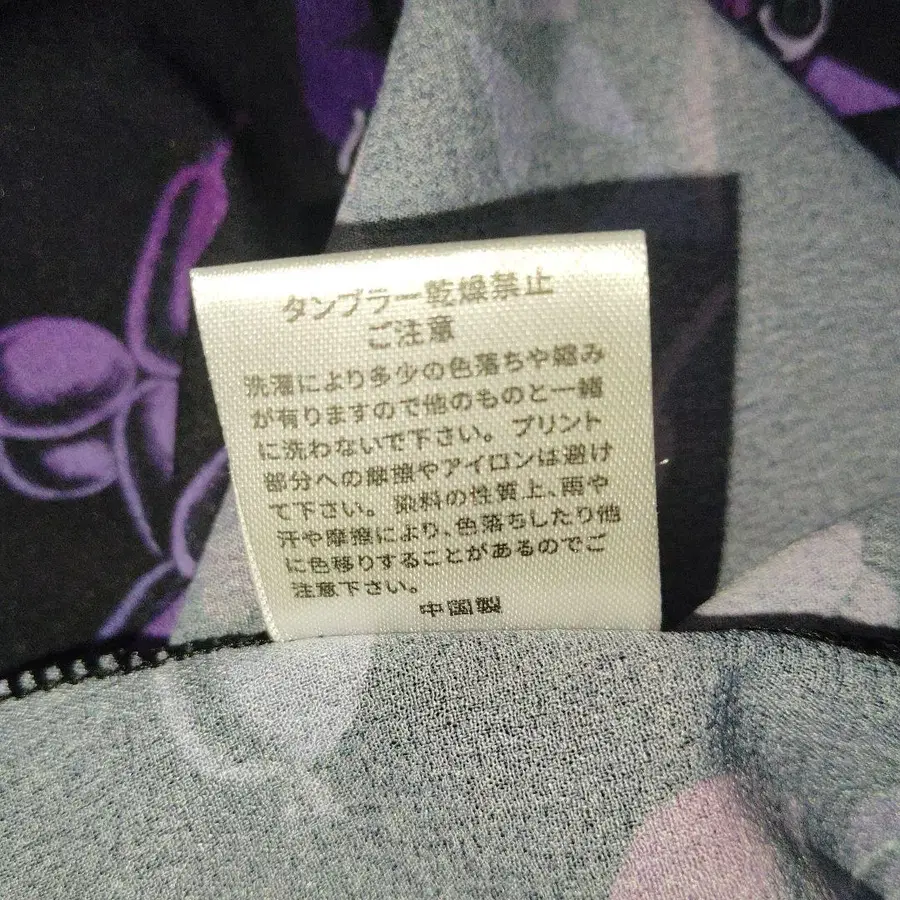 タンブラー乾燥禁止
ご注意
洗濯により多少の色落ちや縮み
が有りますので他のものと一緒
に洗わないで下さい。プリント
部分への摩擦やアイロンは避け
て下さい。染料の性質上、雨や
汗や摩擦により、色落ちしたり他
に色移りすることがあるのでご
注意下さい。
中国製